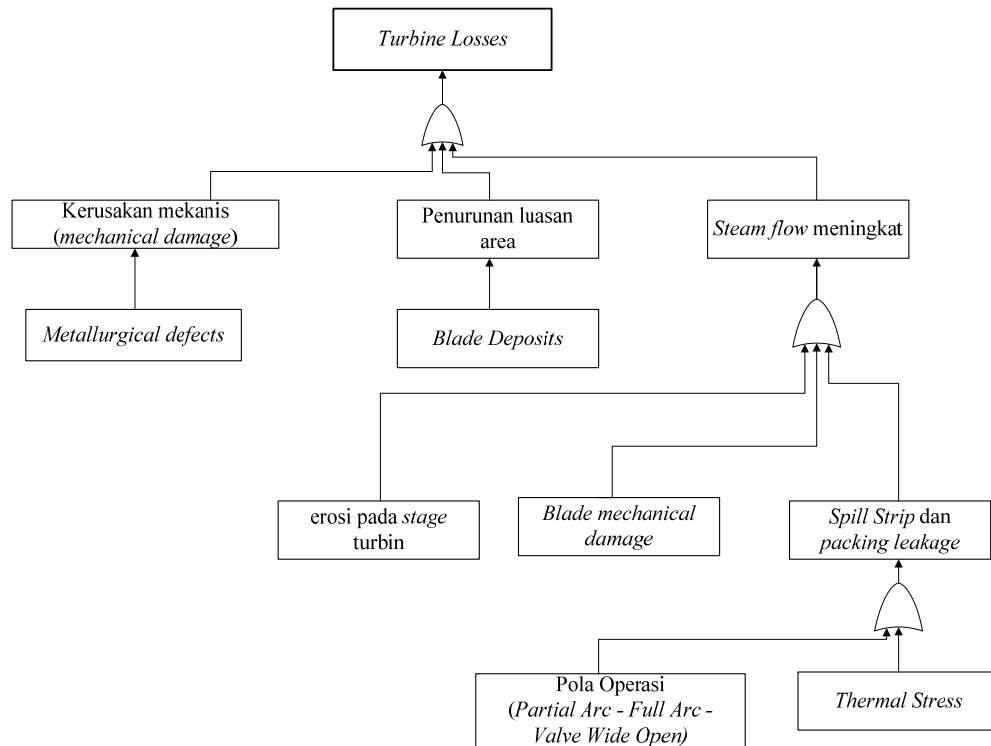 Turbine Losses
Kerusakan mekanis
(mechanical damage)
Penurunan luasan
area
Steam flow meningkat
Metallurgical defects
Blade Deposits
erosi pada stage
turbin
Blade mechanical
damage
Spill Strip dan
packing leakage
Pola Operasi
(Partial Arc - Full Arc -
Valve Wide Open)
Thermal Stress